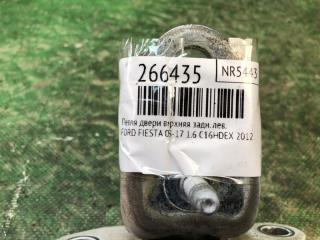 266435 NR5443
Петля двери верхняя задн. лев.
FORD FIESTA 08-17 1.6 C16HDEX 2012